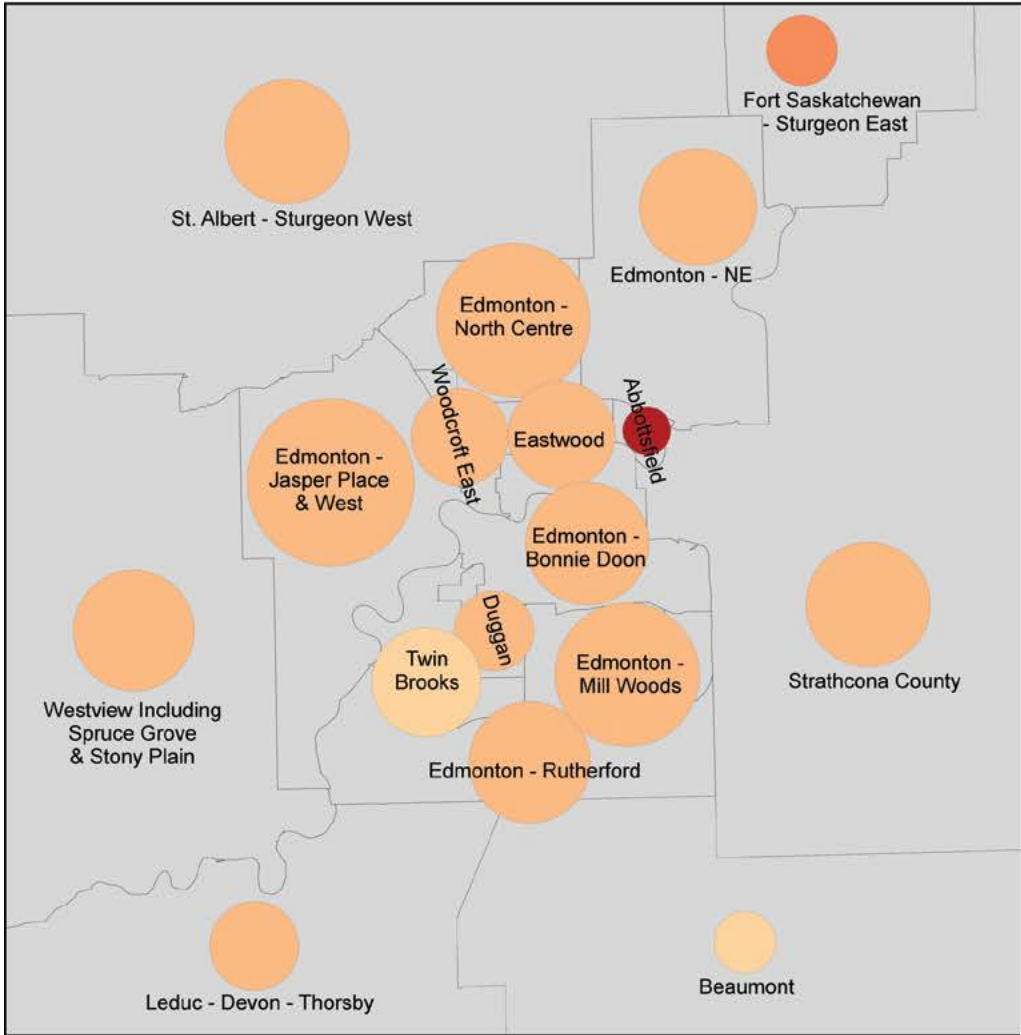 Fort Saskatchewan
- Sturgeon East
St. Albert - Sturgeon West
Edmonton - NE
Edmonton -
North Centre
Woodcroft East
Eastwood
Abbottsfield
Edmonton -
Jasper Place
& West
Edmonton -
Bonnie Doon
Duggan
Twin
Brooks
Edmonton -
Mill Woods
Strathcona County
Westview Including
Spruce Grove
& Stony Plain
Edmonton - Rutherford
Leduc - Devon - Thorsby
Beaumont